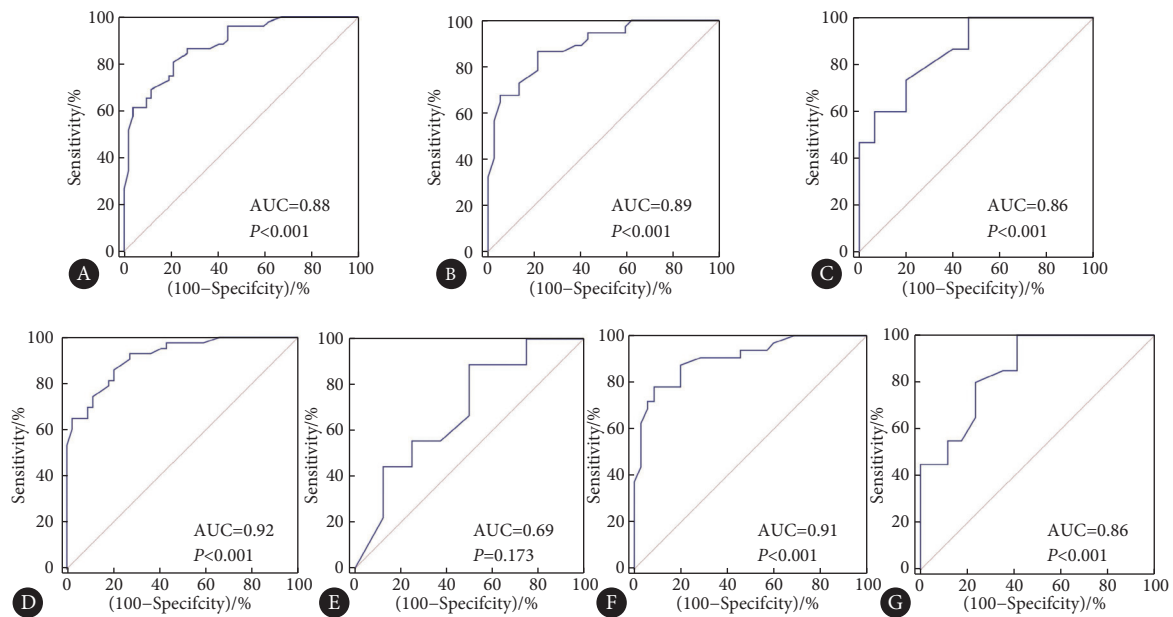 100
80
60
40
20
0
Sensitivity/%
AUC=0.88
P<0.001
0 20 40 60 80 100
(100−Specifcity)/%
A
100
80
60
40
20
0
Sensitivity/%
AUC=0.89
P<0.001
0 20 40 60 80 100
(100−Specifcity)/%
B
100
80
60
40
20
0
Sensitivity/%
AUC=0.86
P<0.001
0 20 40 60 80 100
(100−Specifcity)/%
C
100
80
60
40
20
0
Sensitivity/%
AUC=0.92
P<0.001
0 20 40 60 80 100
(100−Specifcity)/%
D
100
80
60
40
20
0
Sensitivity/%
AUC=0.69
P=0.173
0 20 40 60 80 100
(100−Specifcity)/%
E
100
80
60
40
20
0
Sensitivity/%
AUC=0.91
P<0.001
0 20 40 60 80 100
(100−Specifcity)/%
F
100
80
60
40
20
0
Sensitivity/%
AUC=0.86
P<0.001
0 20 40 60 80 100
(100−Specifcity)/%
G